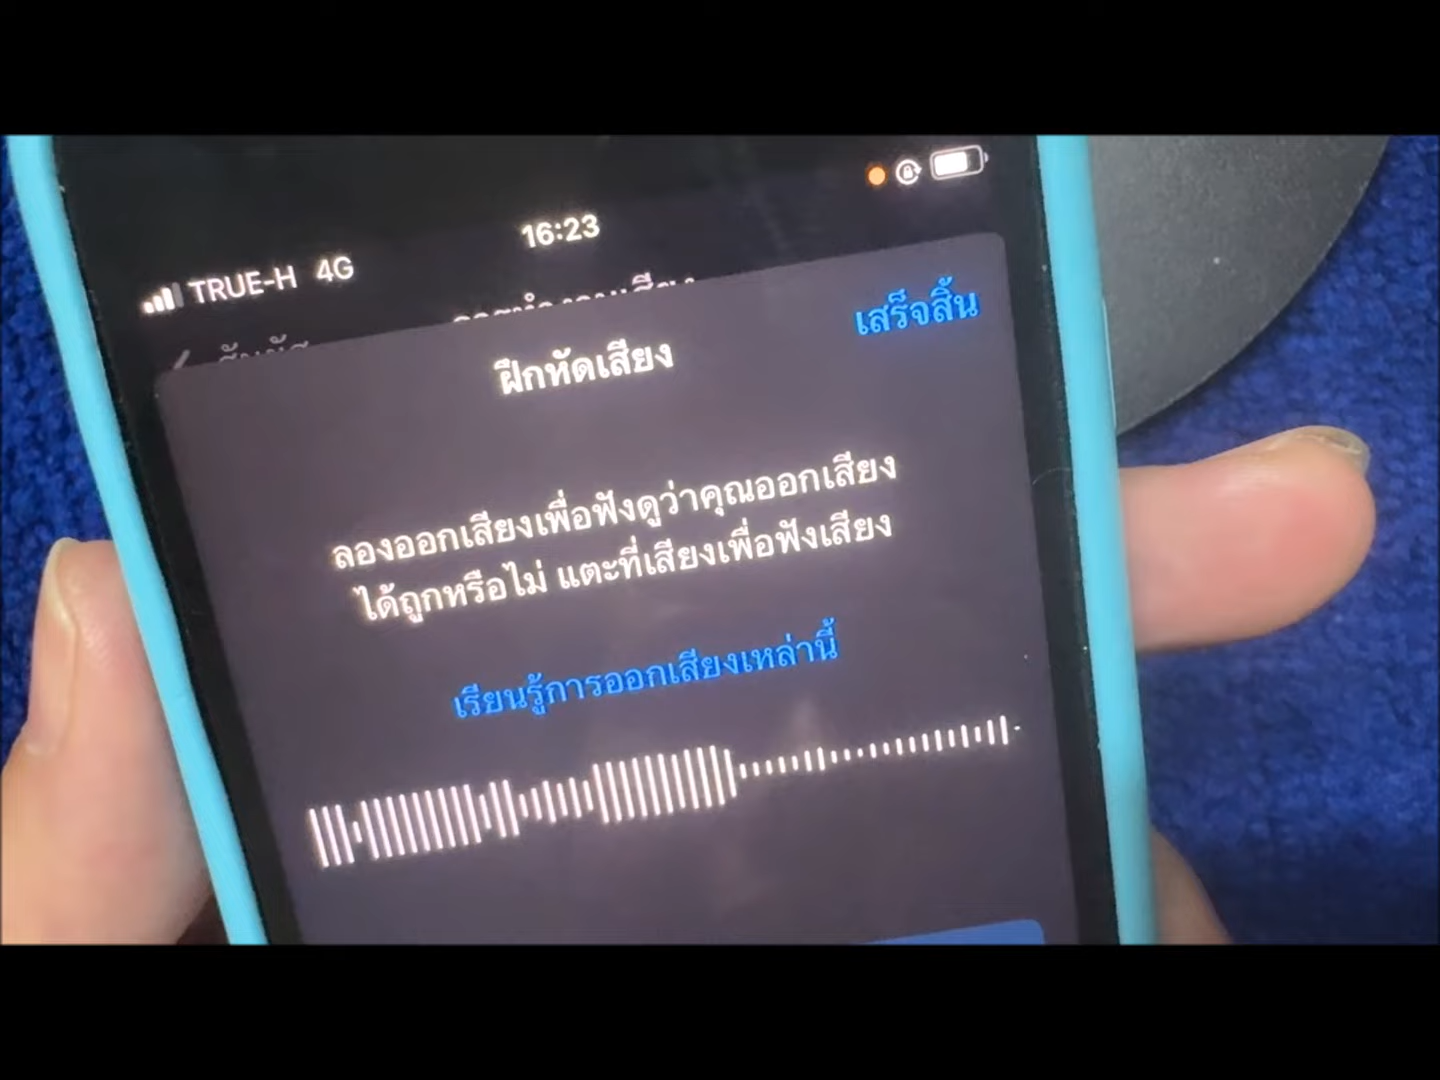 16:23
TRUE-H 4G
เสร็จสิ้น
ฝึกหัดเสียง
ลองออกเสียงเพื่อฟังดูว่าคุณออกเสียง
ได้ถูกหรือไม่ แตะที่เสียงเพื่อฟังเสียง
เรียนรู้การออกเสียงเหล่านี้